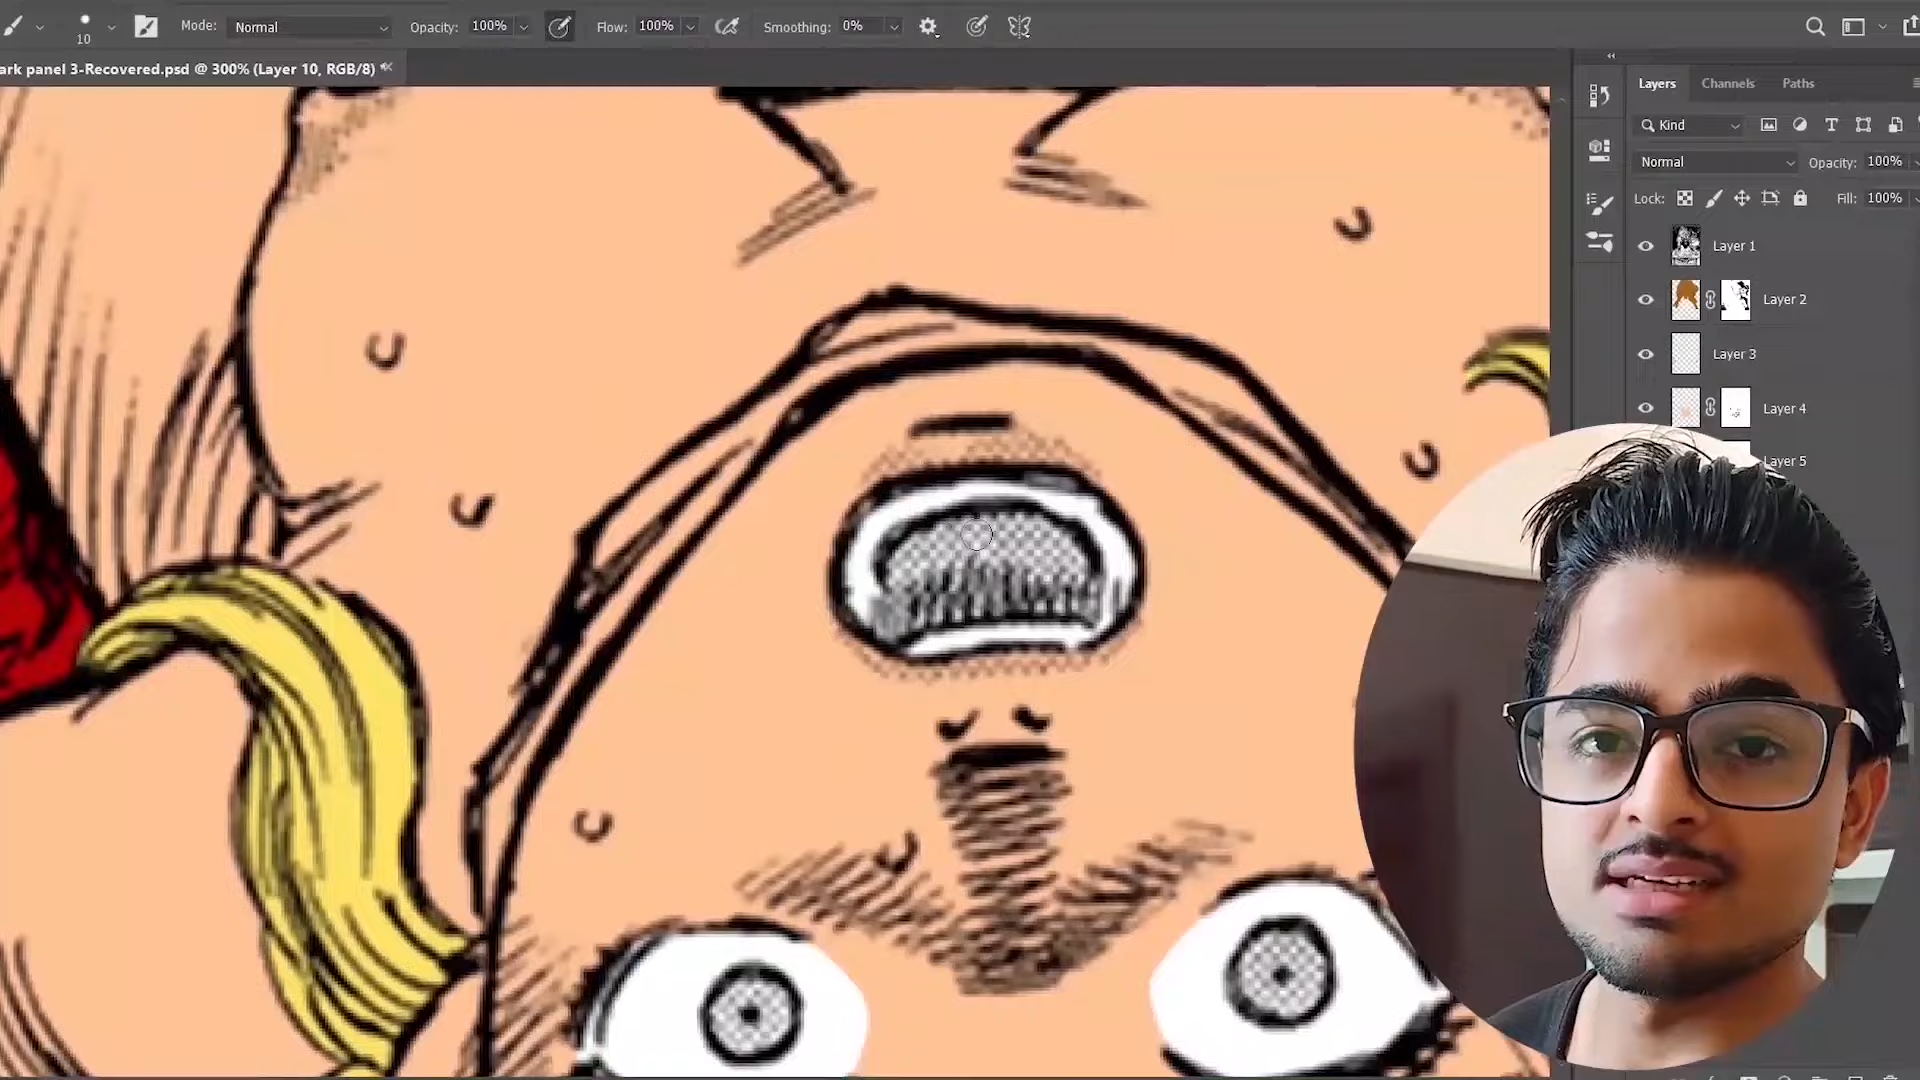 10 Mode: Normal Opacity: 100% Flow: 100% Smoothing: 0%
ark panel 3-Recovered.psd @ 300% (Layer 10, RGB/8) *
Layers Channels Paths
Kind
Normal Opacity: 100%
Lock: Fill: 100%
Layer 1
Layer 2
Layer 3
Layer 4
Layer 5